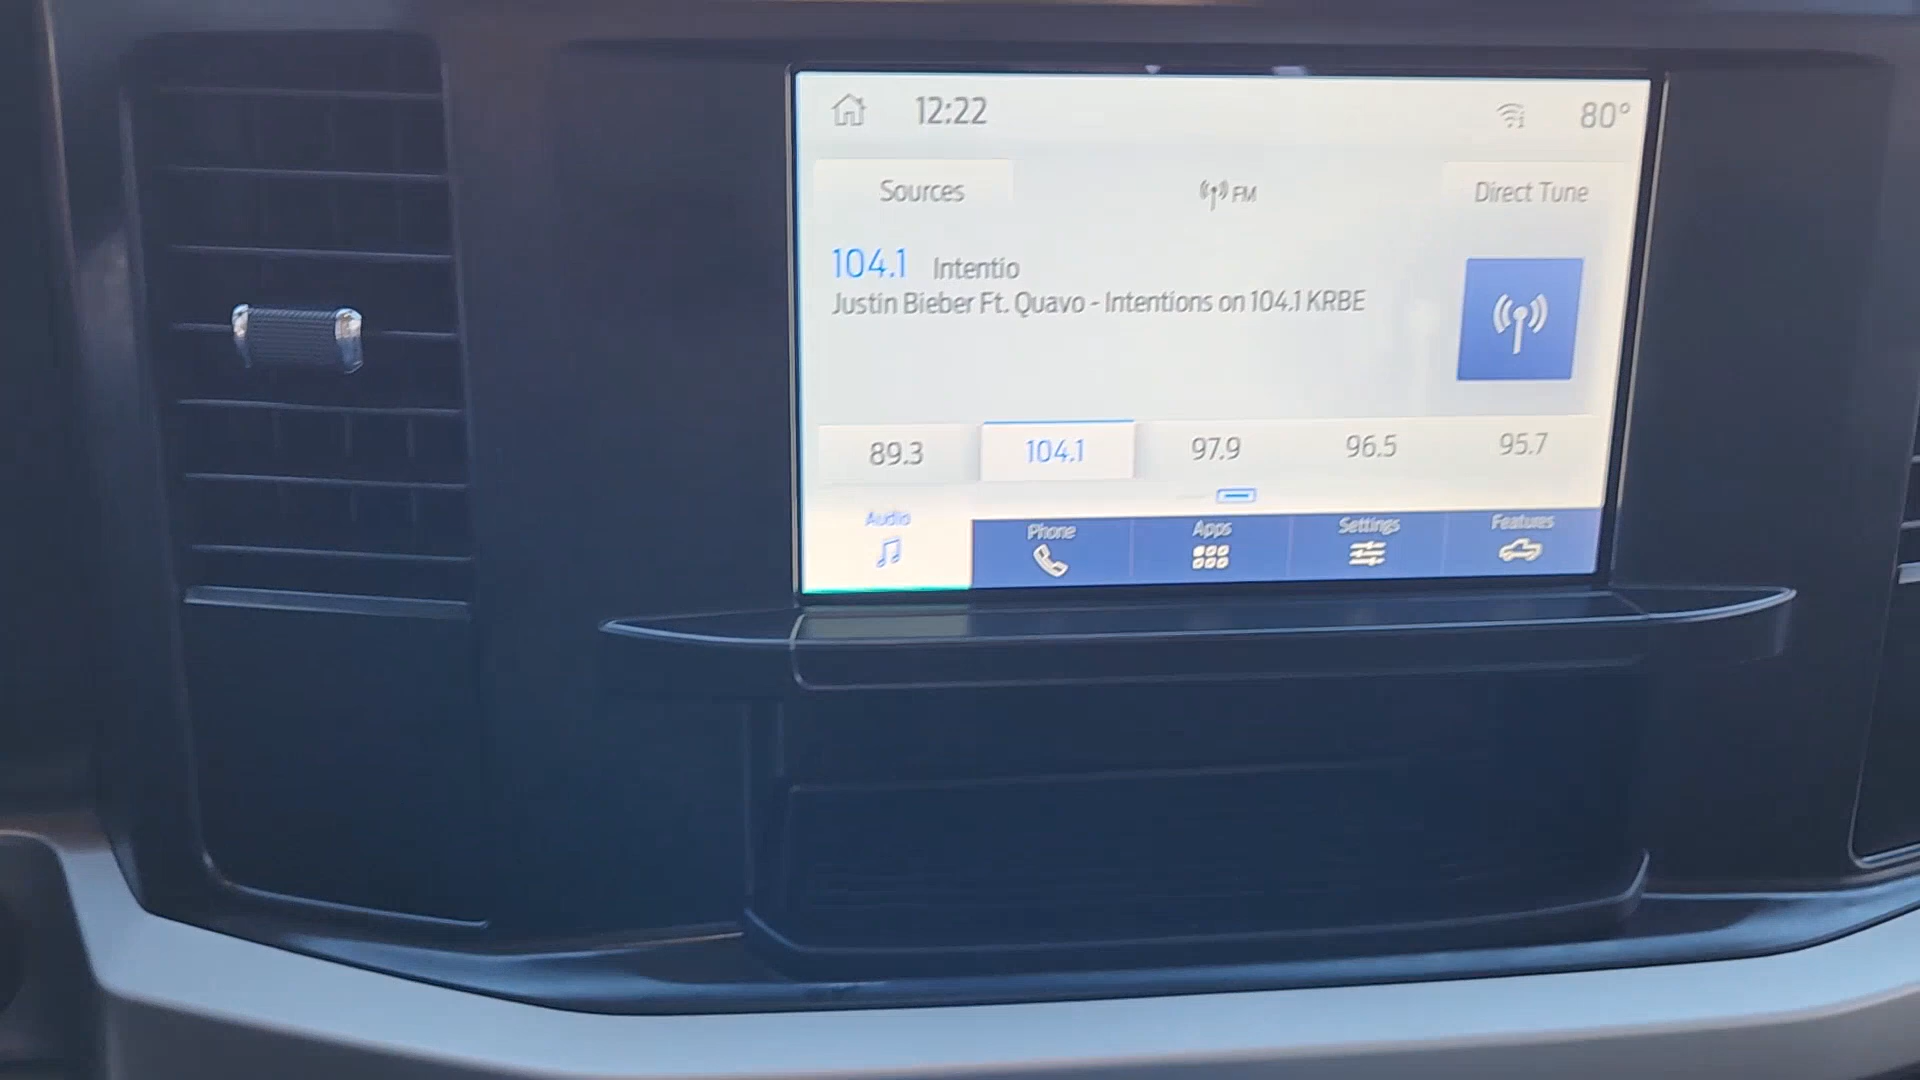 12:22
80°
Sources
FM
Direct Tune
104.1 Intentio
Justin Bieber Ft. Quavo - Intentions on 104.1 KRBE
89.3
104.1
97.9
96.5
95.7
Audio
Phone
Apps
Settings
Features